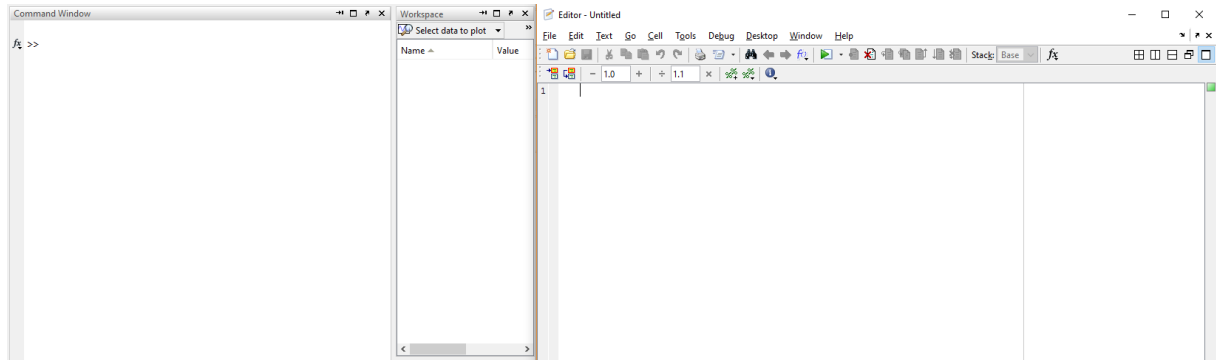 Command Window
fx >>
Workspace
Select data to plot »
Name Value
Editor - Untitled
File Edit Text Go Cell Tools Debug Desktop Window Help
Stack: Base fx
− 1.0 + ÷ 1.1 ×
1